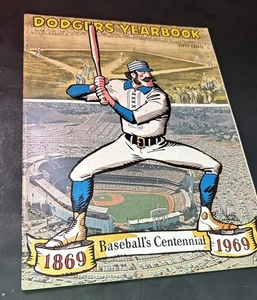 DODGERS YEARBOOK
FIFTY CENTS
1869
Baseball's Centennial
1969